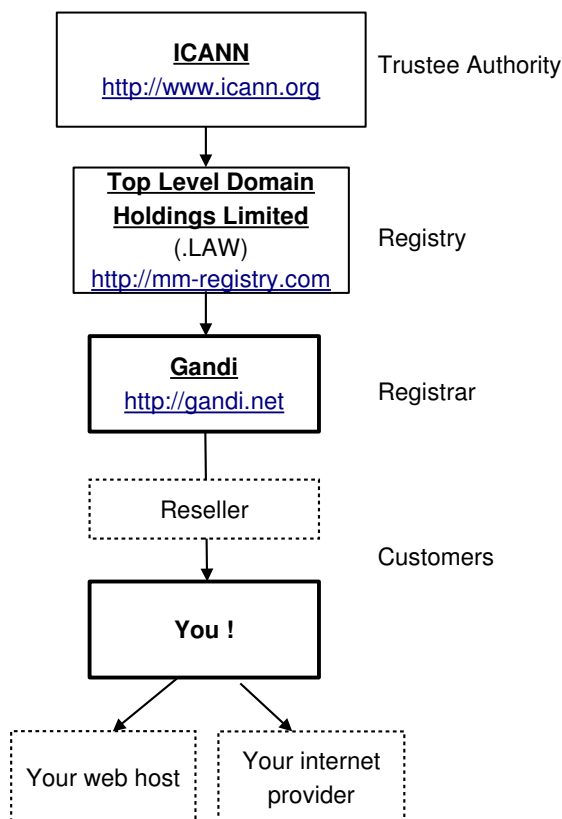 ICANN
http://www.icann.org
Trustee Authority
Top Level Domain
Holdings Limited
(.LAW)
http://mm-registry.com
Registry
Gandi
http://gandi.net
Registrar
Reseller
Customers
You !
Your web host
Your internet
provider